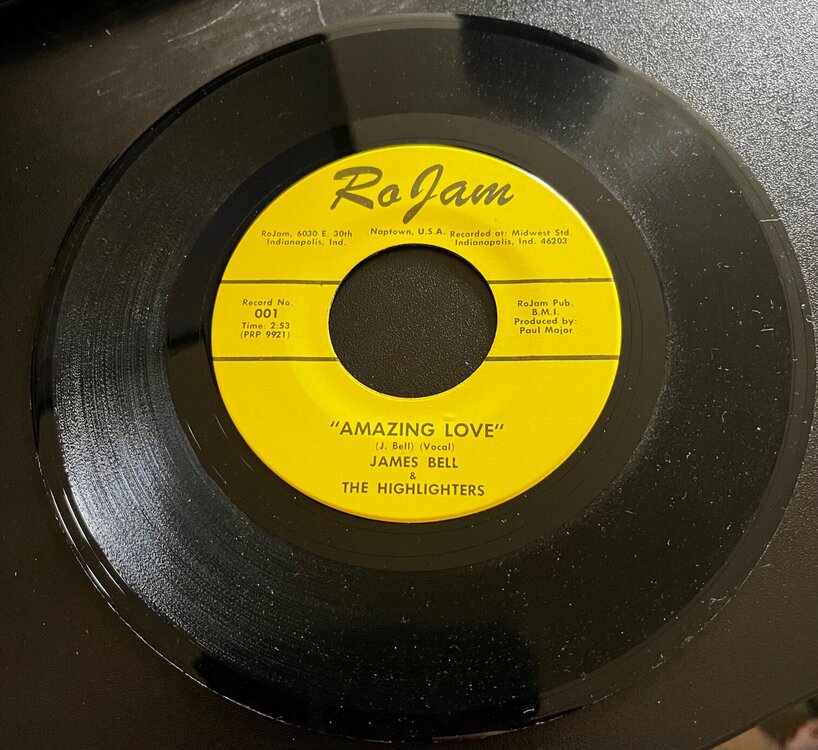 RoJam
RoJam, 6030 E. 30th
Indianapolis, Ind.
Naptown, U.S.A.
Recorded at: Midwest Std.
Indianapolis, Ind. 46203
Record No.
001
Time: 2:53
(PRP 9921)
RoJam Pub.
B.M.I.
Produced by:
Paul Major
"AMAZING LOVE"
(J. Bell) (Vocal)
JAMES BELL
&
THE HIGHLIGHTERS